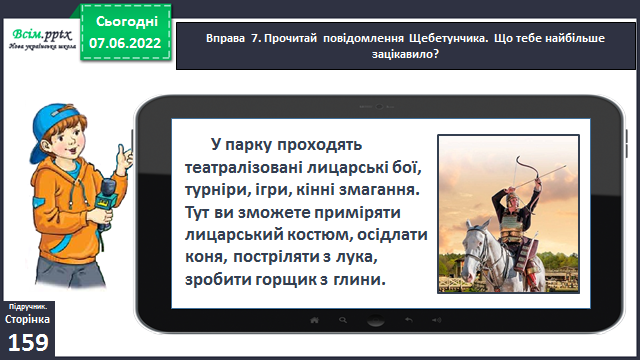 Всім.pptx
Нова українська школа
Сьогодні
07.06.2022
Вправа 7. Прочитай повідомлення Щебетунчика. Що тебе найбільше
зацікавило?
У парку проходять
театралізовані лицарські бої,
турніри, ігри, кінні змагання.
Тут ви зможете приміряти
лицарський костюм, осідлати
коня, постріляти з лука,
зробити горщик з глини.
Підручник.
Сторінка
159